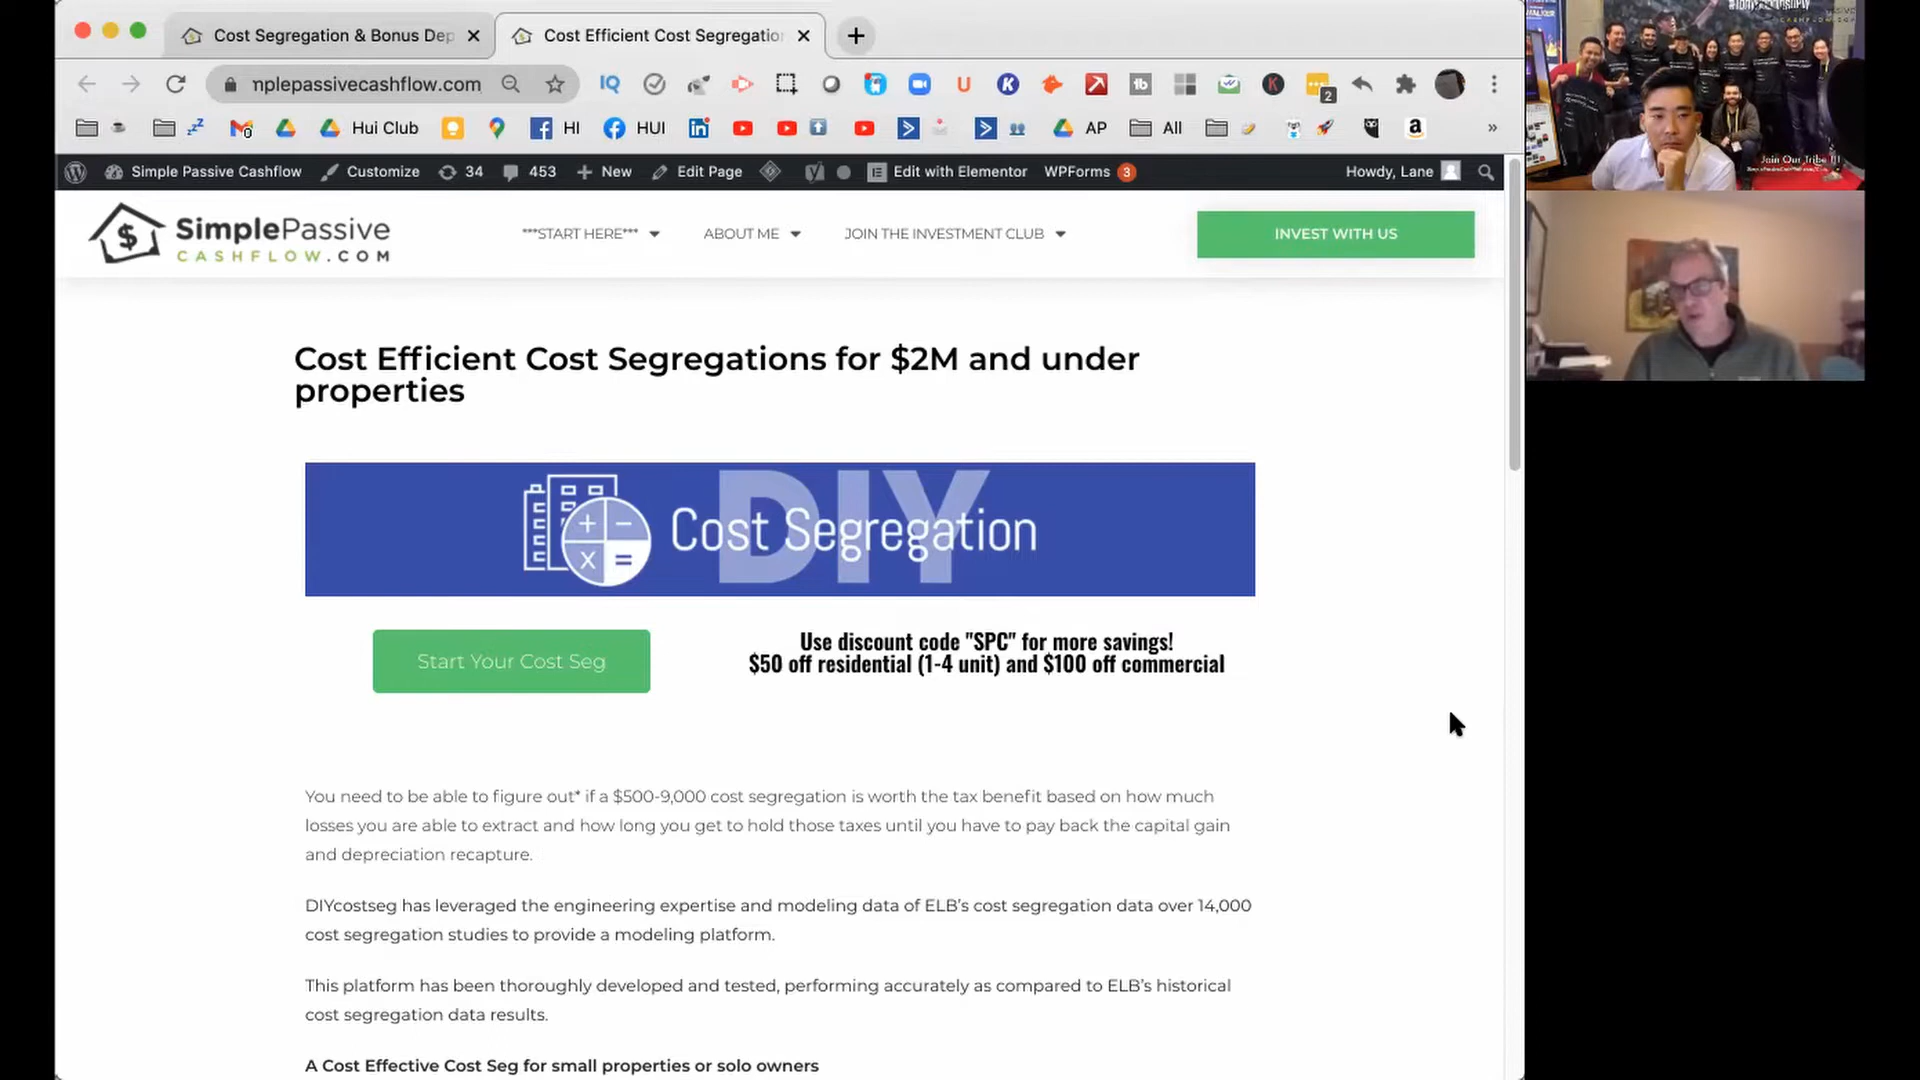 Cost Segregation & Bonus Dep
Cost Efficient Cost Segregatio
nplepassivecashflow.com
IQ
U
K
tb
K
2
0
Hui Club
HI
HUI
AP
All
a
»
Simple Passive Cashflow
Customize
34
453
New
Edit Page
Edit with Elementor
WPForms
3
Howdy, Lane
$
SimplePassive
CASHFLOW.COM
***START HERE***
ABOUT ME
JOIN THE INVESTMENT CLUB
INVEST WITH US
Cost Efficient Cost Segregations for $2M and under
properties
DIY
Cost Segregation
Start Your Cost Seg
Use discount code "SPC" for more savings!
$50 off residential (1-4 unit) and $100 off commercial
You need to be able to figure out* if a $500-9,000 cost segregation is worth the tax benefit based on how much
losses you are able to extract and how long you get to hold those taxes until you have to pay back the capital gain
and depreciation recapture.
DIYcostseg has leveraged the engineering expertise and modeling data of ELB’s cost segregation data over 14,000
cost segregation studies to provide a modeling platform.
This platform has been thoroughly developed and tested, performing accurately as compared to ELB’s historical
cost segregation data results.
A Cost Effective Cost Seg for small properties or solo owners
Join Our Tribe !!!